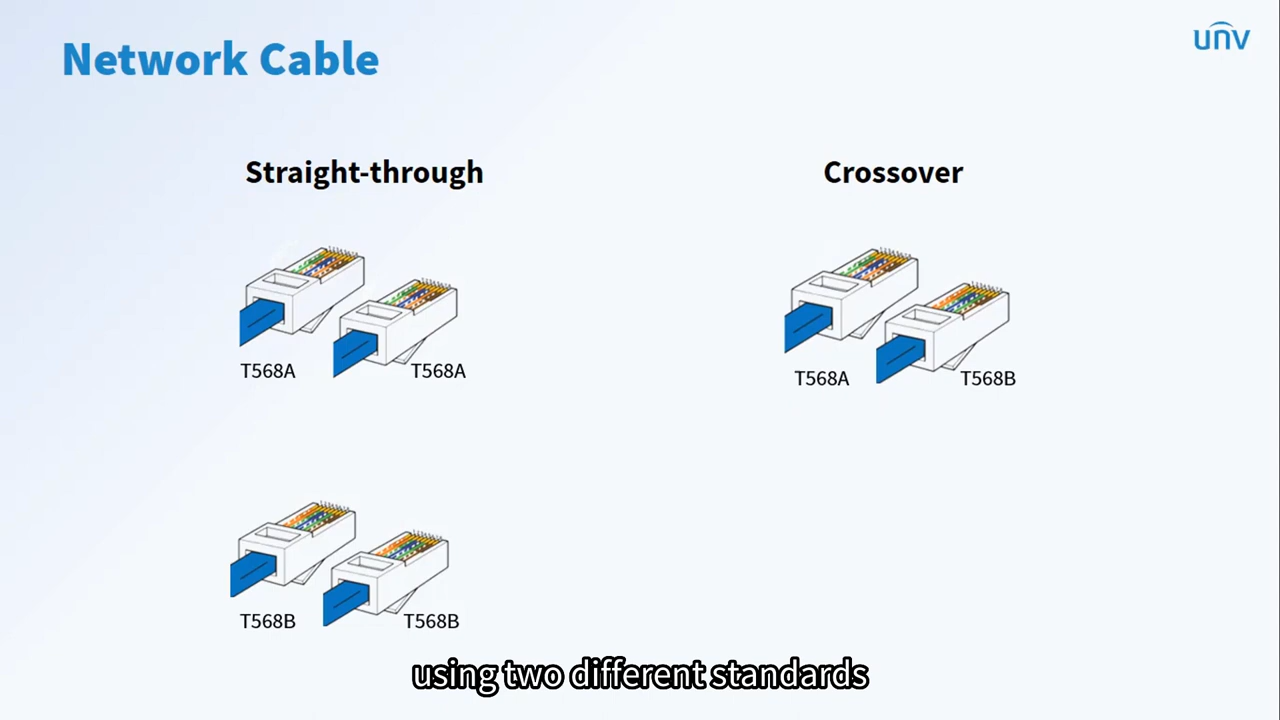 Network Cable
unv
Straight-through
Crossover
T568A
T568A
T568A
T568B
T568B
T568B
using two different standards